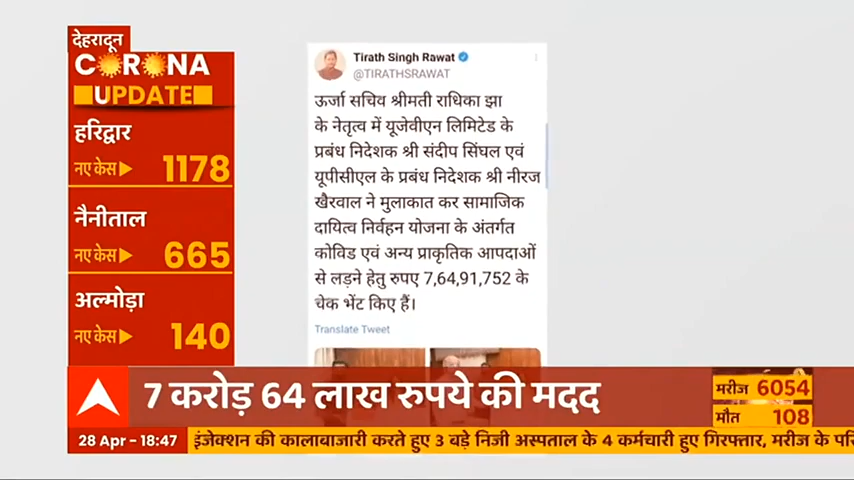 देहरादून
CORONA
UPDATE
हरिद्वार
नए केस 1178
नैनीताल
नए केस 665
अल्मोड़ा
नए केस 140
Tirath Singh Rawat
@TIRATHSRAWAT
ऊर्जा सचिव श्रीमती राधिका झा
के नेतृत्व में यूजेवीएन लिमिटेड के
प्रबंध निदेशक श्री संदीप सिंघल एवं
यूपीसीएल के प्रबंध निदेशक श्री नीरज
खैरवाल ने मुलाकात कर सामाजिक
दायित्व निर्वहन योजना के अंतर्गत
कोविड एवं अन्य प्राकृतिक आपदाओं
से लड़ने हेतु रुपए 7,64,91,752 के
चेक भेंट किए हैं।
Translate Tweet
7 करोड़ 64 लाख रुपये की मदद
मरीज 6054
मौत 108
28 Apr - 18:47
इंजेक्शन की कालाबाजारी करते हुए 3 बड़े निजी अस्पताल के 4 कर्मचारी हुए गिरफ्तार, मरीज के